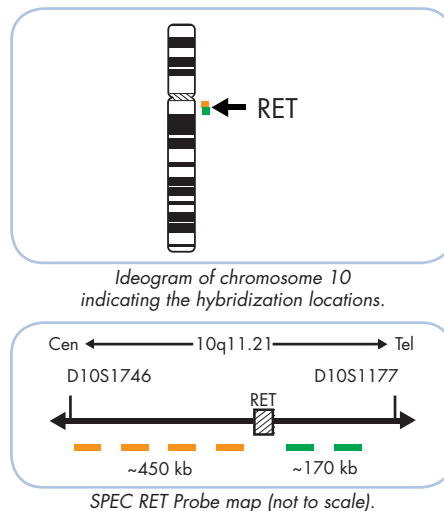 RET
Ideogram of chromosome 10
indicating the hybridization locations.
Cen 10q11.21 Tel
D10S1746 D10S1177
RET
~450 kb ~170 kb
SPEC RET Probe map (not to scale).